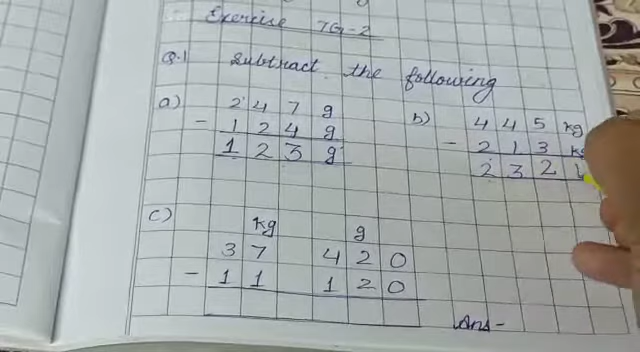 Exercise 7G-2
Q.1 Subtract the following
a) 2 4 7 g
- 1 2 4 g
1 2 3 g
b) 4 4 5 kg
- 2 1 3 kg
2 3 2
c) kg g
3 7 4 2 0
- 1 1 1 2 0
Ans-